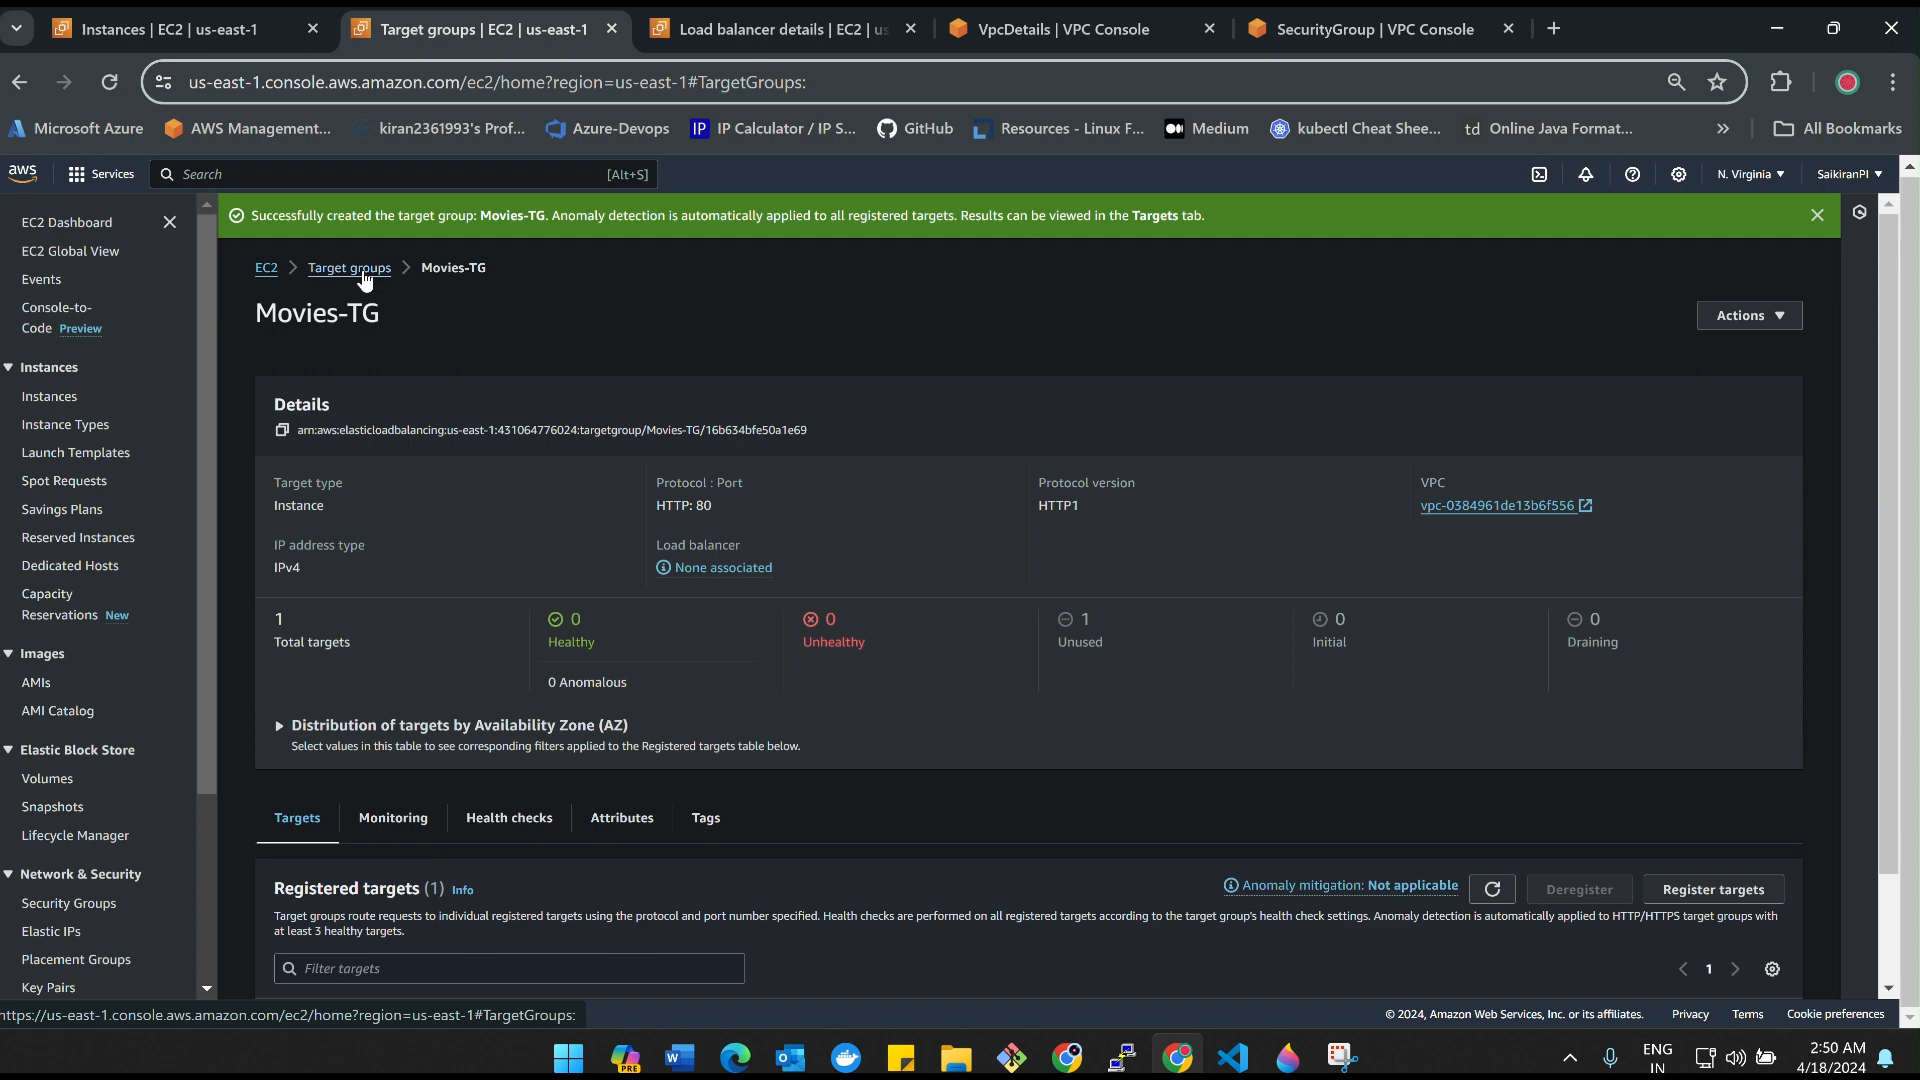 Instances | EC2 | us-east-1
Target groups | EC2 | us-east-1
Load balancer details | EC2 | us
VpcDetails | VPC Console
SecurityGroup | VPC Console
us-east-1.console.aws.amazon.com/ec2/home?region=us-east-1#TargetGroups:
Microsoft Azure
AWS Management...
kiran2361993's Prof...
Azure-Devops
IP
IP Calculator / IP S...
GitHub
Resources - Linux F...
Medium
kubectl Cheat Shee...
td
Online Java Format...
All Bookmarks
aws
Services
Search
[Alt+S]
N. Virginia
SaikiranPI
EC2 Dashboard
EC2 Global View
Events
Console-to-
Code Preview
Instances
Instances
Instance Types
Launch Templates
Spot Requests
Savings Plans
Reserved Instances
Dedicated Hosts
Capacity
Reservations New
Images
AMIs
AMI Catalog
Elastic Block Store
Volumes
Snapshots
Lifecycle Manager
Network & Security
Security Groups
Elastic IPs
Placement Groups
Key Pairs
Successfully created the target group: Movies-TG. Anomaly detection is automatically applied to all registered targets. Results can be viewed in the Targets tab.
EC2
Target groups
Movies-TG
Movies-TG
Actions
Details
arn:aws:elasticloadbalancing:us-east-1:431064776024:targetgroup/Movies-TG/16b634bfe50a1e69
Target type
Instance
Protocol : Port
HTTP: 80
Protocol version
HTTP1
VPC
vpc-0384961de13b6f556
IP address type
IPv4
Load balancer
None associated
1
Total targets
0
Healthy
0 Anomalous
0
Unhealthy
1
Unused
0
Initial
0
Draining
Distribution of targets by Availability Zone (AZ)
Select values in this table to see corresponding filters applied to the Registered targets table below.
Targets
Monitoring
Health checks
Attributes
Tags
Registered targets (1) Info
Anomaly mitigation: Not applicable
Deregister
Register targets
Target groups route requests to individual registered targets using the protocol and port number specified. Health checks are performed on all registered targets according to the target group's health check settings. Anomaly detection is automatically applied to HTTP/HTTPS target groups with
at least 3 healthy targets.
Filter targets
1
https://us-east-1.console.aws.amazon.com/ec2/home?region=us-east-1#TargetGroups:
© 2024, Amazon Web Services, Inc. or its affiliates.
Privacy
Terms
Cookie preferences
PRE
ENG
IN
2:50 AM
4/18/2024